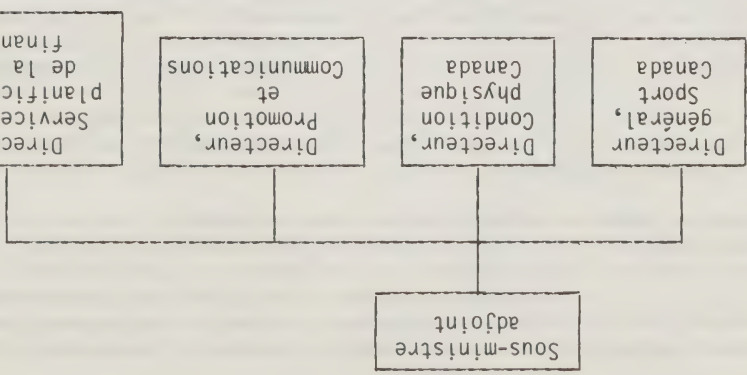 Sous-ministre
adjoint
Directeur
général,
Sport
Canada
Directeur,
Condition
physique
Canada
Directeur,
Promotion
et
Communications
Direc
Service
planific
de la
finan